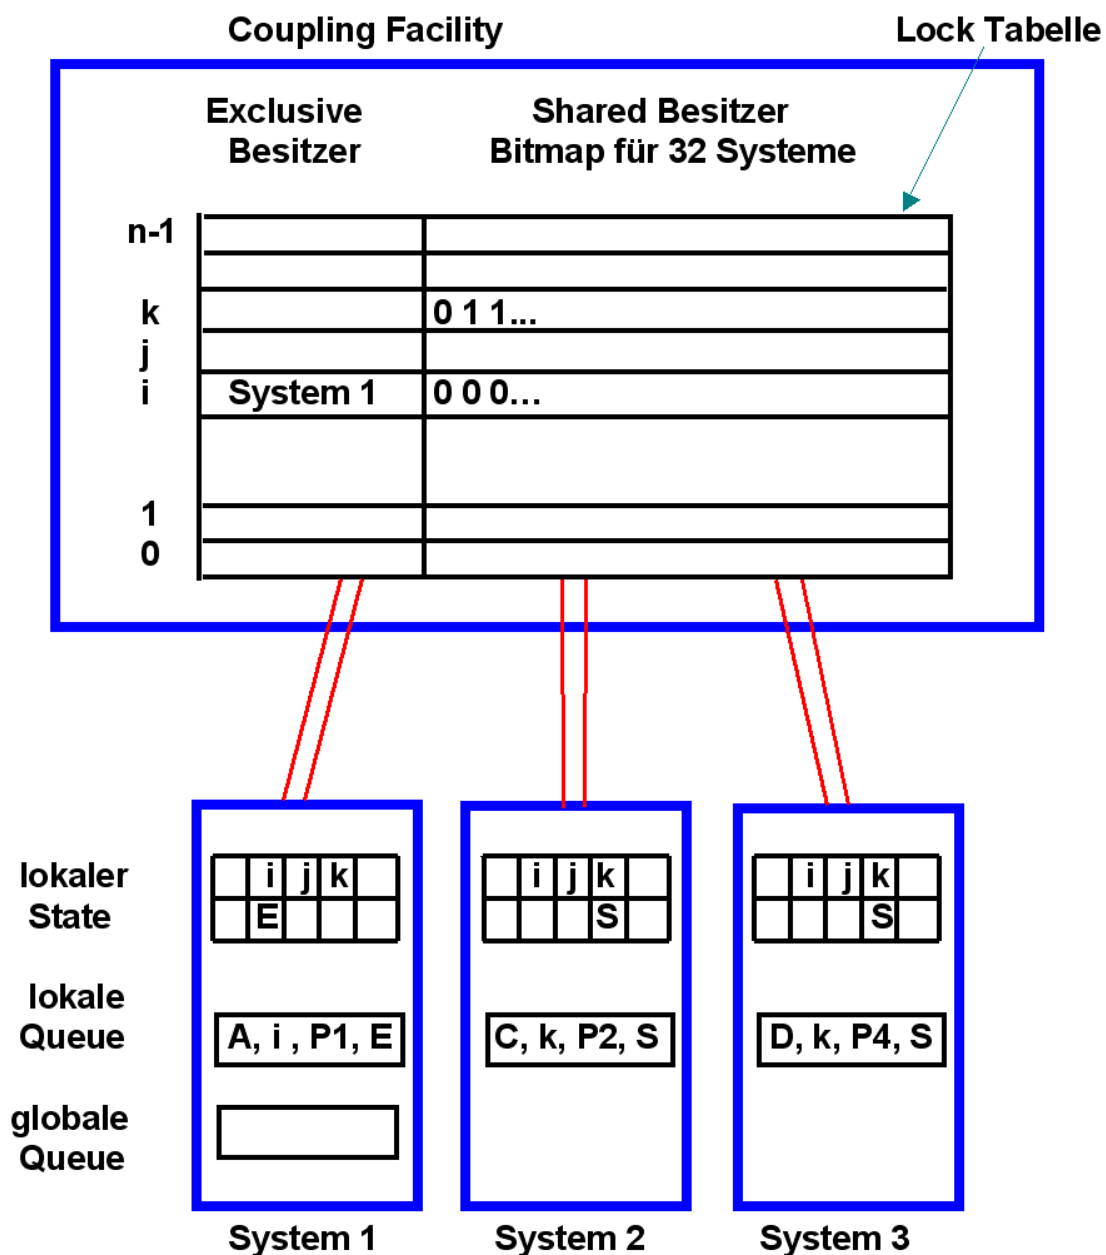 Coupling Facility
Lock Tabelle
Exclusive
Besitzer
Shared Besitzer
Bitmap für 32 Systeme
n-1
k
0 1 1...
j
i
System 1
0 0 0...
1
0
lokaler
State
i j k
E
i j k
S
i j k
S
lokale
Queue
A, i , P1, E
C, k, P2, S
D, k, P4, S
globale
Queue
System 1
System 2
System 3